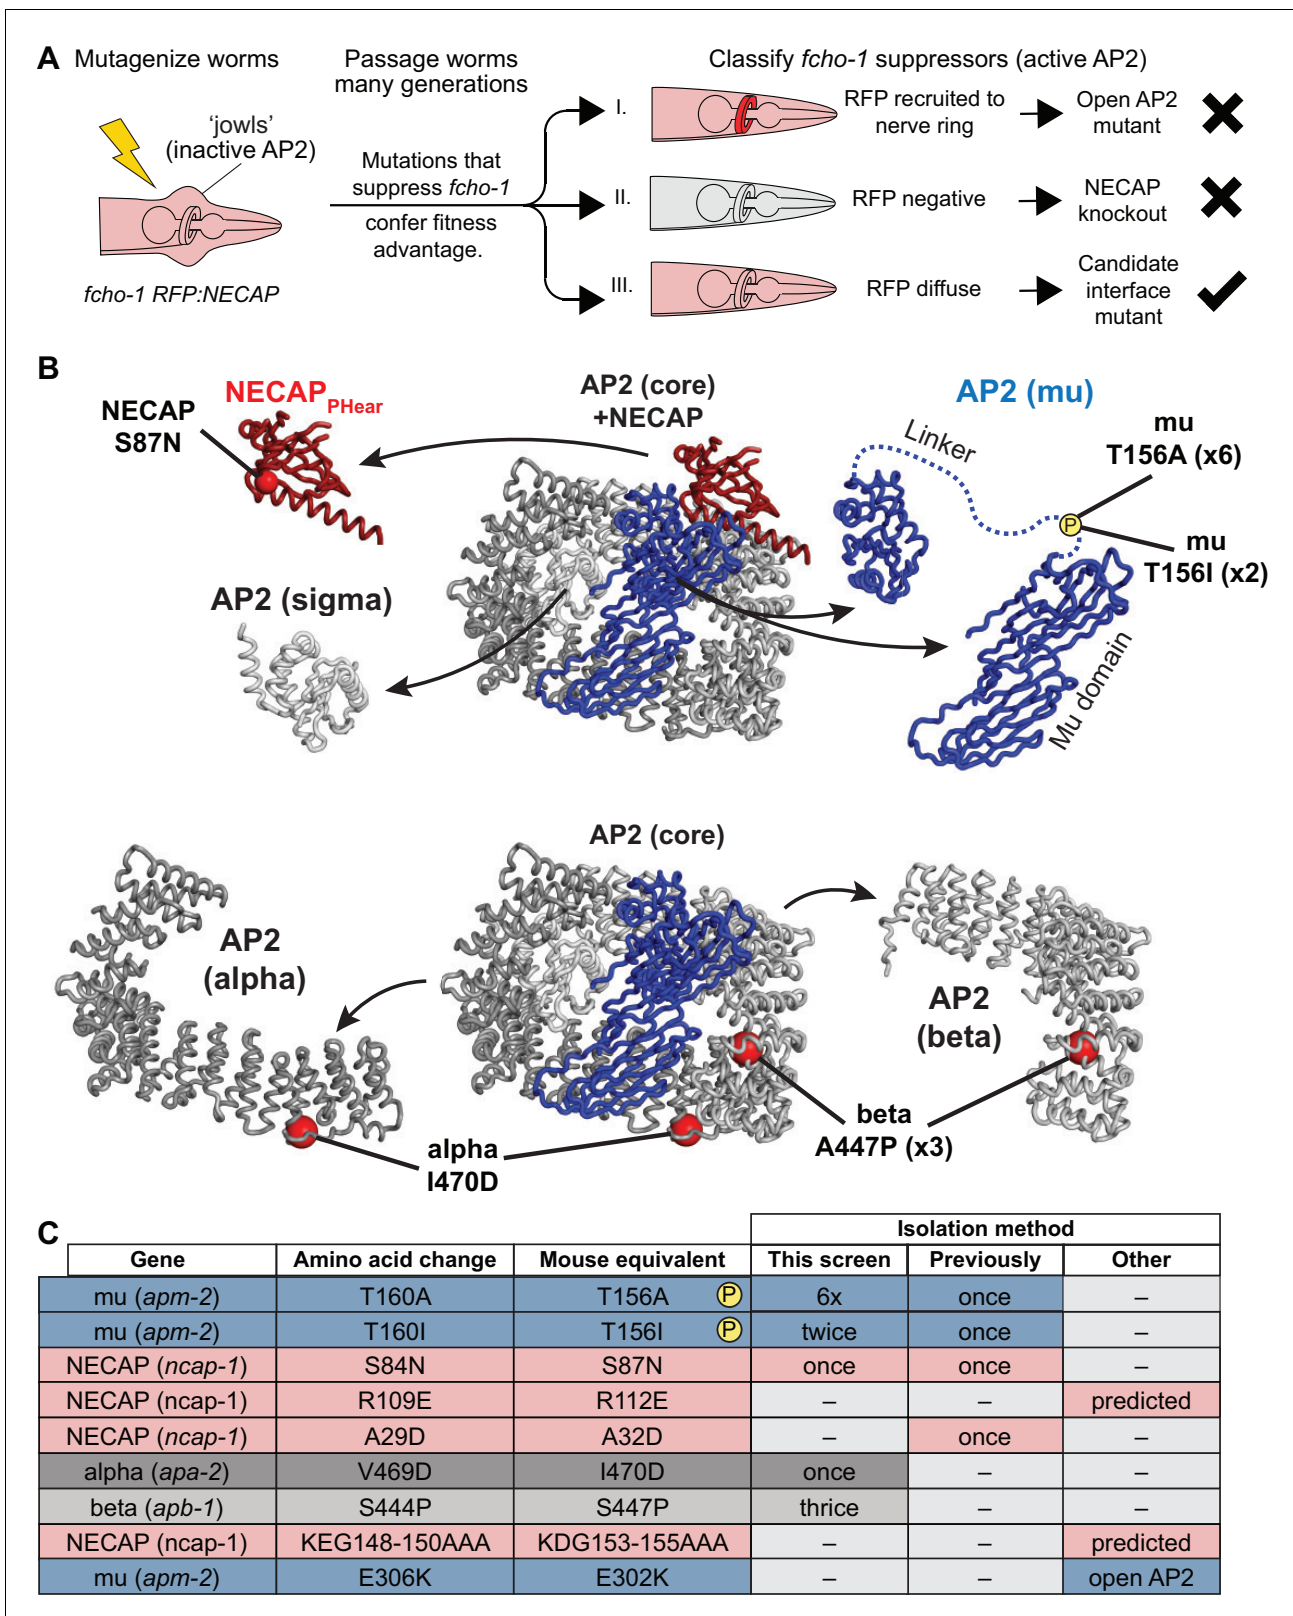 A
Mutagenize worms
Passage worms
many generations
Classify fcho-1 suppressors (active AP2)
'jowls'
(inactive AP2)
fcho-1 RFP:NECAP
Mutations that
suppress fcho-1
confer fitness
advantage.
I.
RFP recruited to
nerve ring
Open AP2
mutant
II.
RFP negative
NECAP
knockout
III.
RFP diffuse
Candidate
interface
mutant
B
NECAP
S87N
NECAPPHear
AP2 (core)
+NECAP
AP2 (mu)
Linker
mu
T156A (x6)
P
mu
T156I (x2)
Mu domain
AP2 (sigma)
AP2 (core)
AP2
(alpha)
AP2
(beta)
alpha
I470D
beta
A447P (x3)
C
Isolation method
Gene Amino acid change Mouse equivalent This screen Previously Other
mu (apm-2) T160A T156A P 6x once –
mu (apm-2) T160I T156I P twice once –
NECAP (ncap-1) S84N S87N once once –
NECAP (ncap-1) R109E R112E – – predicted
NECAP (ncap-1) A29D A32D – once –
alpha (apa-2) V469D I470D once – –
beta (apb-1) S444P S447P thrice – –
NECAP (ncap-1) KEG148-150AAA KDG153-155AAA – – predicted
mu (apm-2) E306K E302K – – open AP2